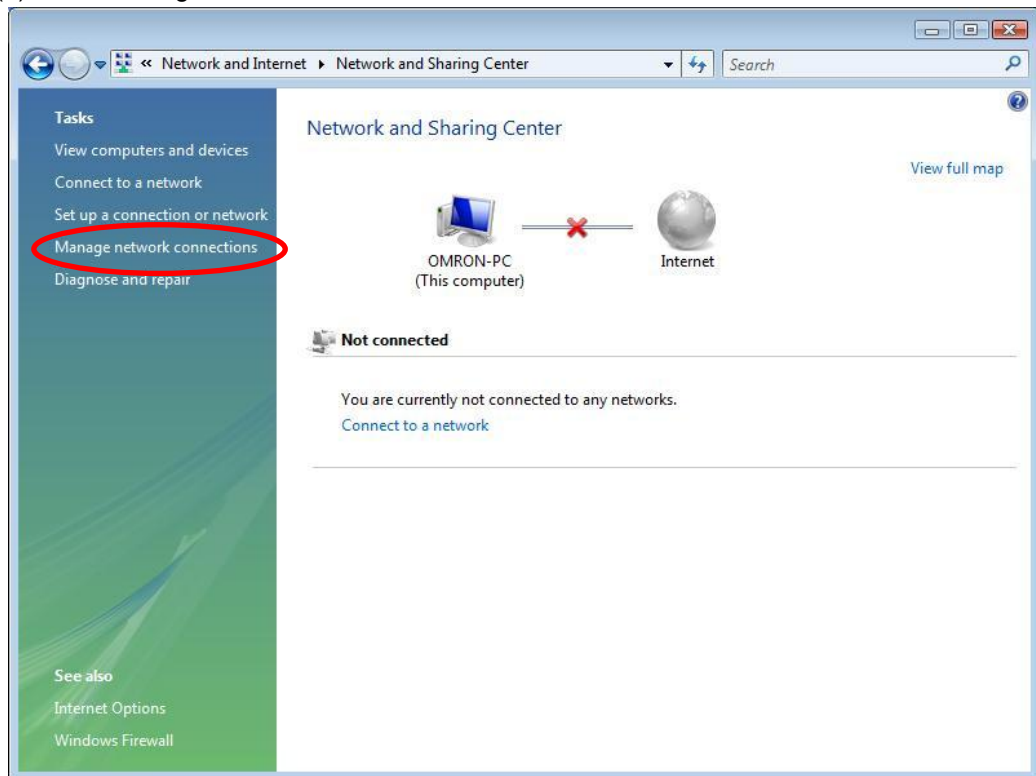 « Network and Internet ▸ Network and Sharing Center
Search
Tasks
View computers and devices
Connect to a network
Set up a connection or network
Manage network connections
Diagnose and repair
See also
Internet Options
Windows Firewall
Network and Sharing Center
View full map
OMRON-PC
(This computer)
Internet
Not connected
You are currently not connected to any networks.
Connect to a network